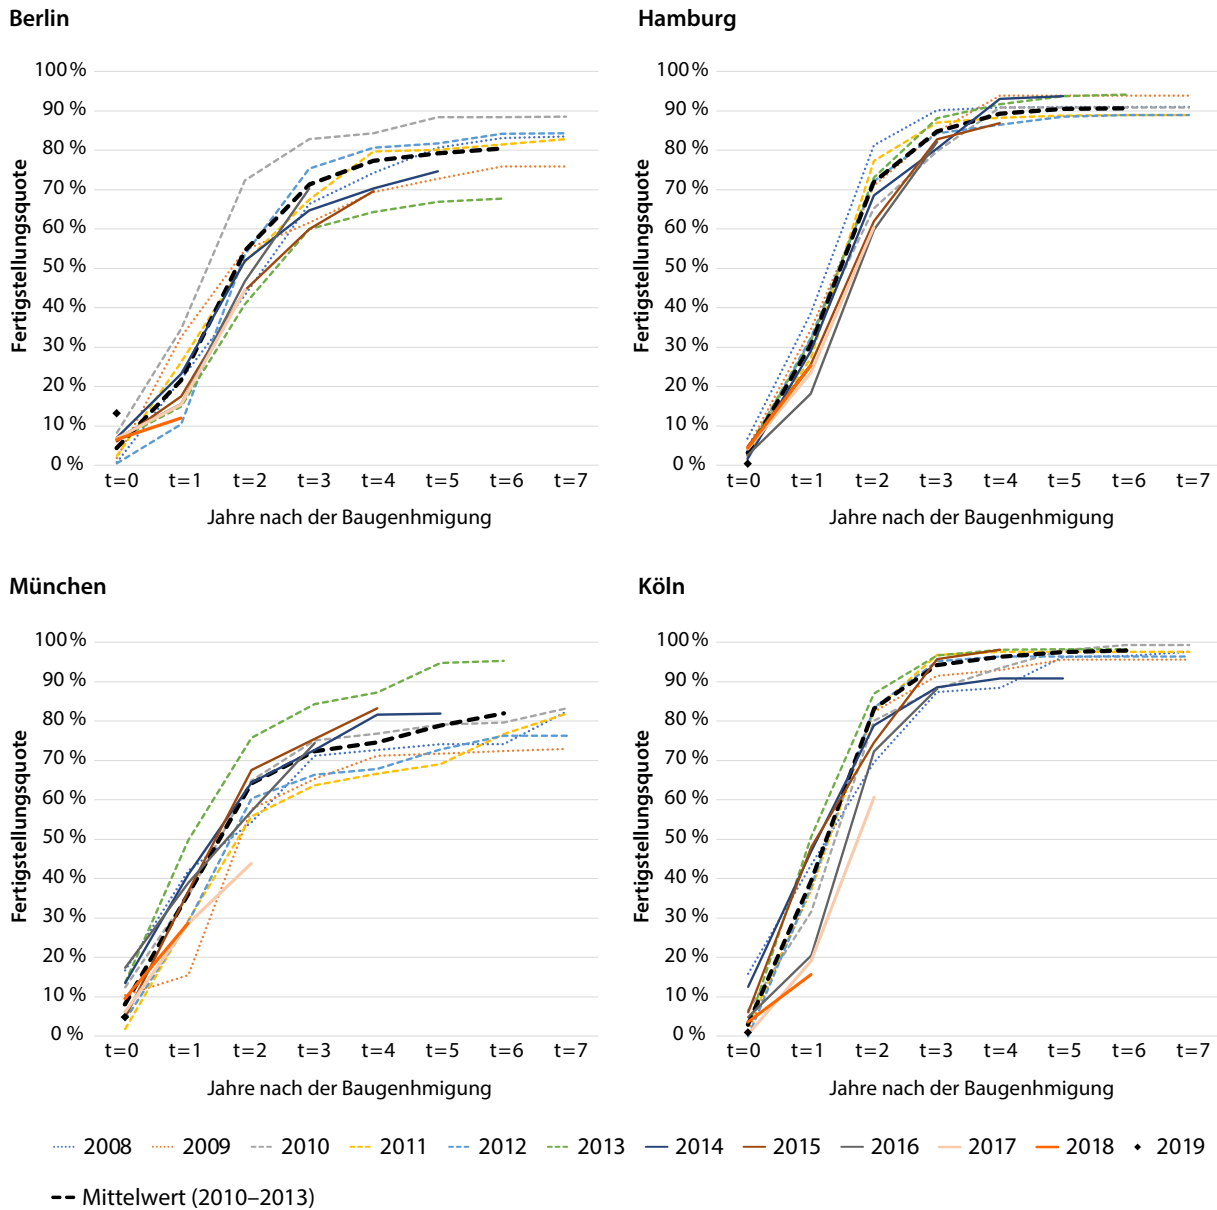 Berlin
Fertigstellungsquote
100 %
90 %
80 %
70 %
60 %
50 %
40 %
30 %
20 %
10 %
0 %
t=0 t=1 t=2 t=3 t=4 t=5 t=6 t=7
Jahre nach der Baugenhmigung
Hamburg
Fertigstellungsquote
100 %
90 %
80 %
70 %
60 %
50 %
40 %
30 %
20 %
10 %
0 %
t=0 t=1 t=2 t=3 t=4 t=5 t=6 t=7
Jahre nach der Baugenhmigung
München
Fertigstellungsquote
100 %
90 %
80 %
70 %
60 %
50 %
40 %
30 %
20 %
10 %
0 %
t=0 t=1 t=2 t=3 t=4 t=5 t=6 t=7
Jahre nach der Baugenhmigung
Köln
Fertigstellungsquote
100 %
90 %
80 %
70 %
60 %
50 %
40 %
30 %
20 %
10 %
0 %
t=0 t=1 t=2 t=3 t=4 t=5 t=6 t=7
Jahre nach der Baugenhmigung
2008 2009 2010 2011 2012 2013 2014 2015 2016 2017 2018 2019
Mittelwert (2010–2013)